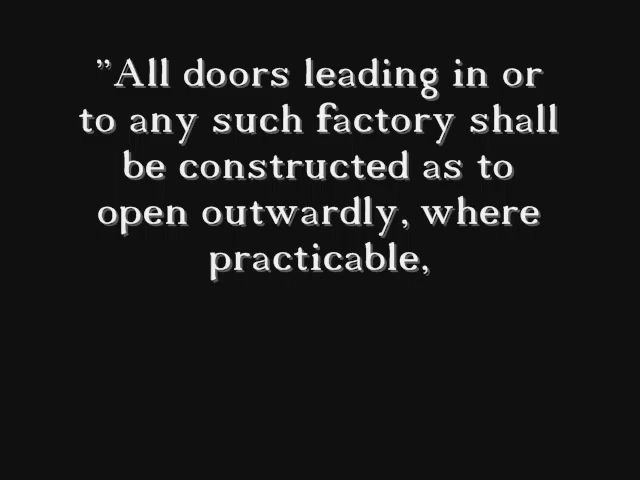 ”All doors leading in or
to any such factory shall
be constructed as to
open outwardly, where
practicable,